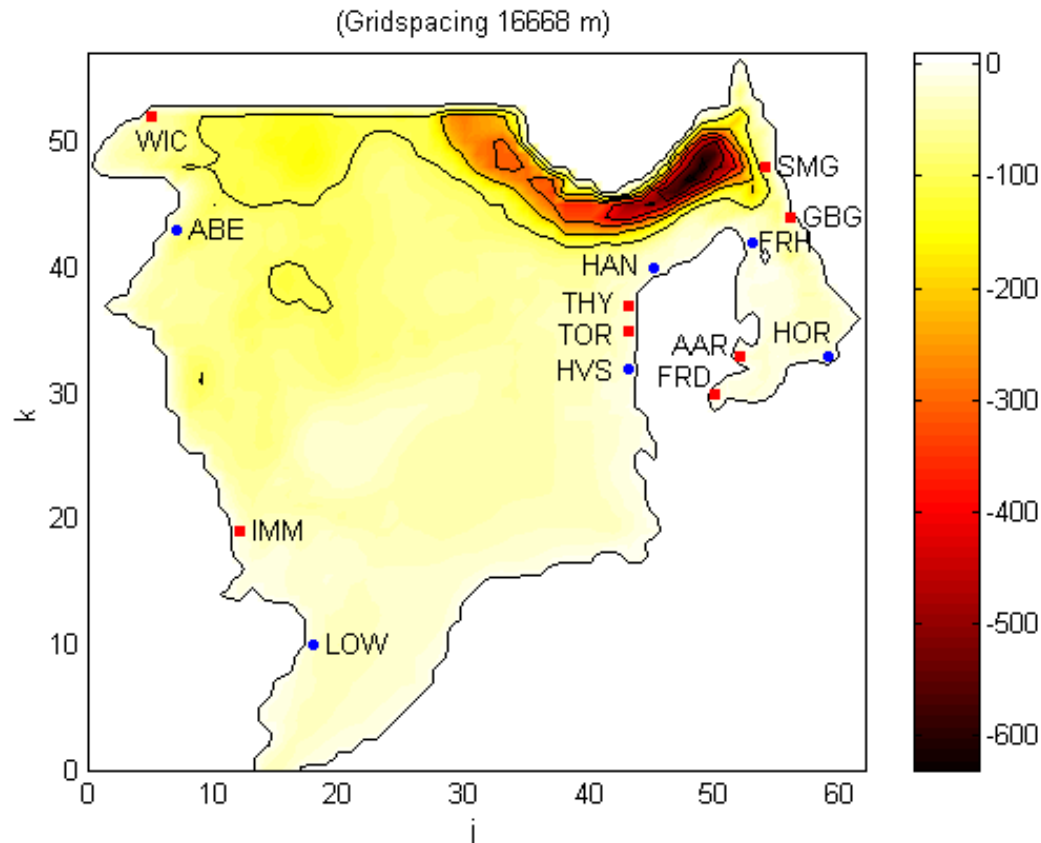 (Gridspacing 16668 m)
50
40
30
20
10
0
k
0
10
20
30
40
50
60
j
WIC
ABE
SMG
GBG
FRH
HAN
THY
TOR
HVS
AAR
HOR
FRD
IMM
LOW
0
-100
-200
-300
-400
-500
-600